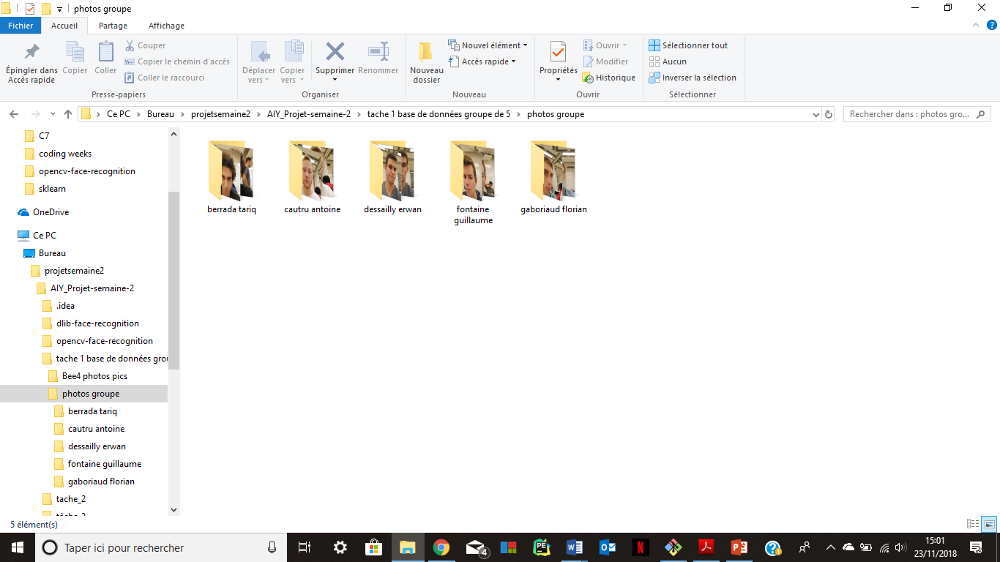 photos groupe
Fichier Accueil Partage Affichage
Épingler dans Accès rapide
Copier
Coller
Couper
Copier le chemin d'accès
Coller le raccourci
Presse-papiers
Déplacer vers
Copier vers
Supprimer
Renommer
Organiser
Nouveau dossier
Nouvel élément
Accès rapide
Nouveau
Propriétés
Ouvrir
Modifier
Historique
Ouvrir
Sélectionner tout
Aucun
Inverser la sélection
Sélectionner
Ce PC > Bureau > projetsemaine2 > AIY_Projet-semaine-2 > tache 1 base de données groupe de 5 > photos groupe
Rechercher dans : photos gro...
C7
coding weeks
opencv-face-recognition
sklearn
OneDrive
Ce PC
Bureau
projetsemaine2
AIY_Projet-semaine-2
.idea
dlib-face-recognition
opencv-face-recognition
tache 1 base de données grou
Bee4 photos pics
photos groupe
berrada tariq
cautru antoine
dessailly erwan
fontaine guillaume
gaboriaud florian
tache_2
berrada tariq
cautru antoine
dessailly erwan
fontaine
guillaume
gaboriaud florian
5 élément(s)
Taper ici pour rechercher
4
PE
15:01
23/11/2018